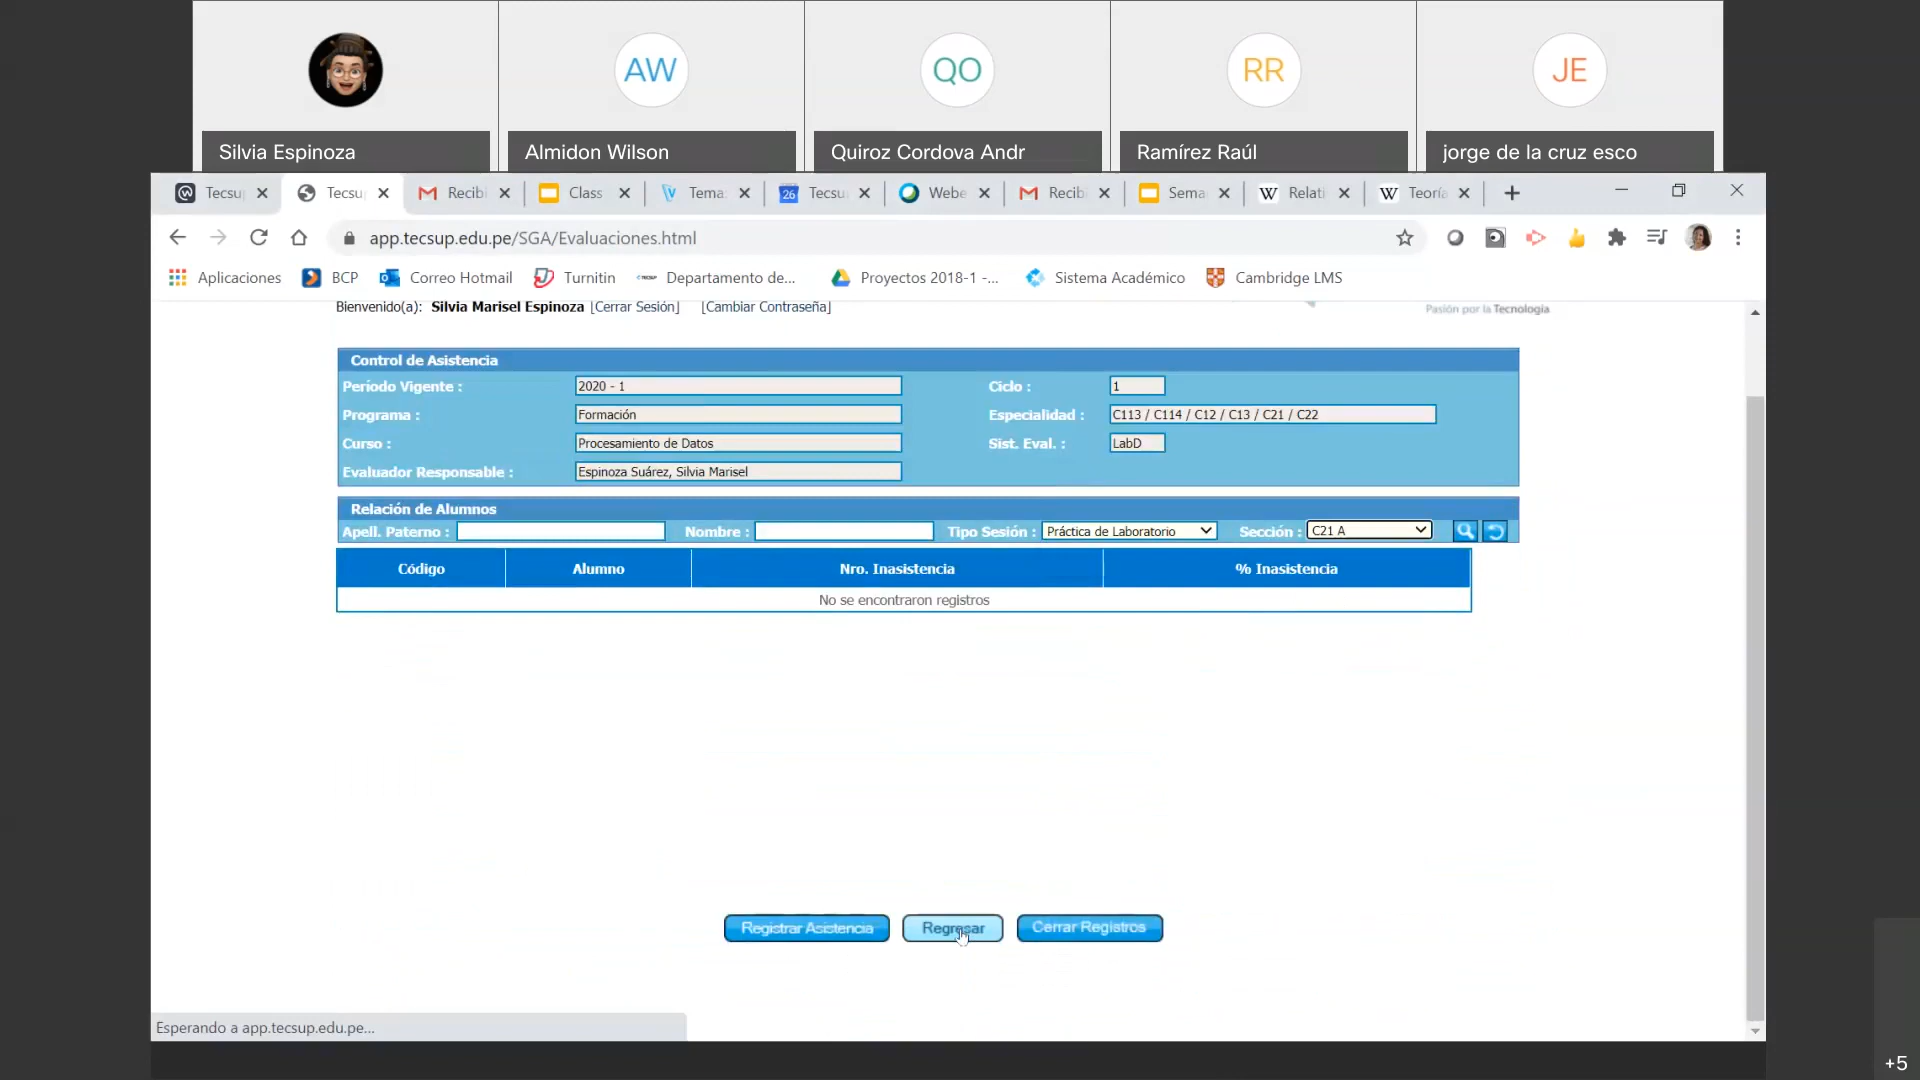 AW QO RR JE
Silvia Espinoza Almidon Wilson Quiroz Cordova Andr Ramírez Raúl jorge de la cruz esco
Tecsu Tecsu Recibi Class Tema: 26 Tecsu Webe Recibi Sema W Relati W Teoría
app.tecsup.edu.pe/SGA/Evaluaciones.html
Aplicaciones BCP Correo Hotmail Turnitin Departamento de... Proyectos 2018-1 -... Sistema Académico Cambridge LMS
Bienvenido(a): Silvia Marisel Espinoza [Cerrar Sesión] [Cambiar Contraseña] Pasión por la Tecnología
Control de Asistencia
Período Vigente : 2020 - 1 Ciclo : 1
Programa : Formación Especialidad : C113 / C114 / C12 / C13 / C21 / C22
Curso : Procesamiento de Datos Sist. Eval. : LabD
Evaluador Responsable : Espinoza Suárez, Silvia Marisel
Relación de Alumnos
Apell. Paterno : Nombre : Tipo Sesión : Práctica de Laboratorio Sección : C21 A
Código Alumno Nro. Inasistencia % Inasistencia
No se encontraron registros
Registrar Asistencia Regresar Cerrar Registros
Esperando a app.tecsup.edu.pe...
+5